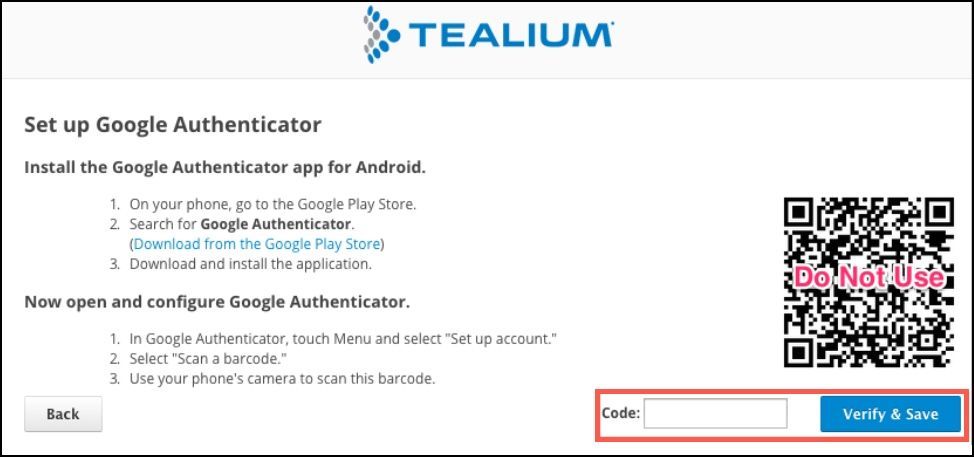 TEALIUM
Set up Google Authenticator
Install the Google Authenticator app for Android.
1. On your phone, go to the Google Play Store.
2. Search for Google Authenticator.
(Download from the Google Play Store)
3. Download and install the application.
Do Not Use
Now open and configure Google Authenticator.
1. In Google Authenticator, touch Menu and select "Set up account."
2. Select "Scan a barcode."
3. Use your phone's camera to scan this barcode.
Back
Code:
Verify & Save